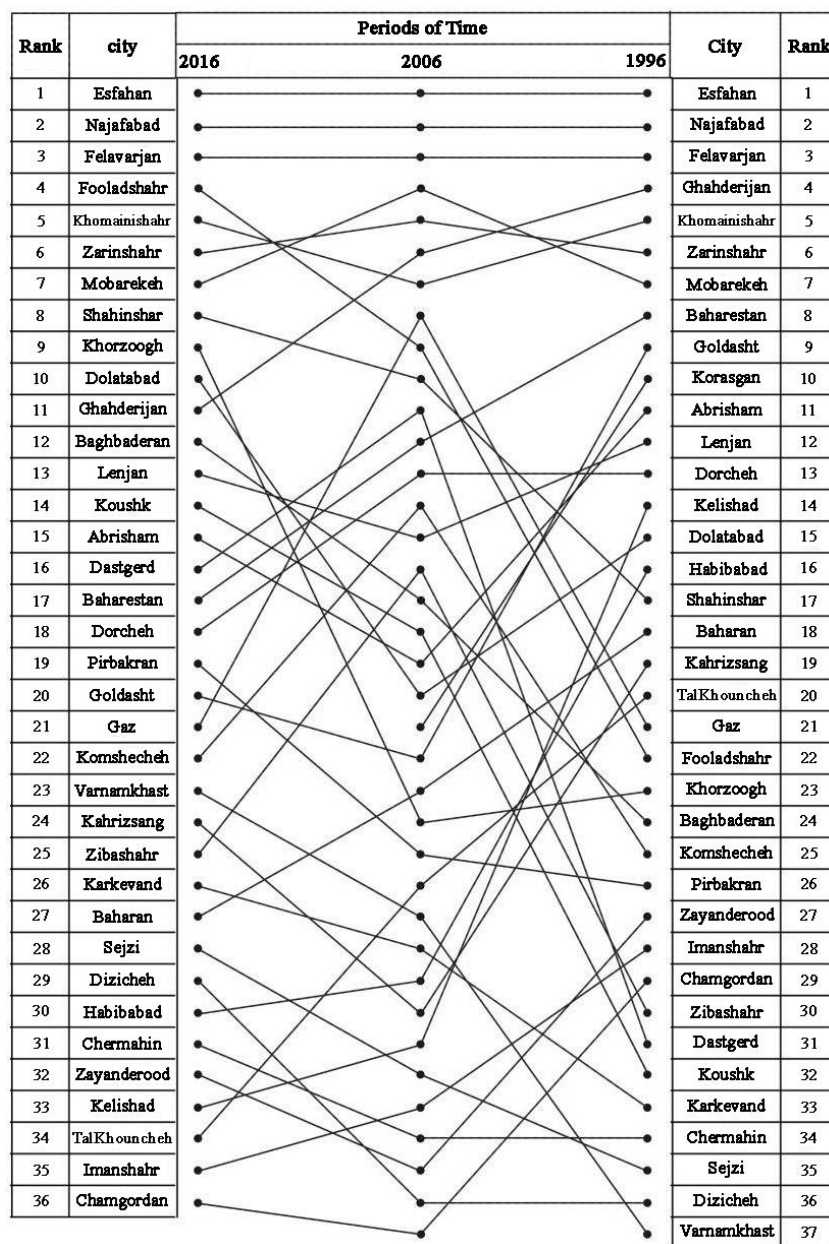 Rank city Periods of Time City Rank
2016 2006 1996
1 Esfahan Esfahan 1
2 Najafabad Najafabad 2
3 Felavarjan Felavarjan 3
4 Fooladshahr Ghahderijan 4
5 Khomainishahr Khomainishahr 5
6 Zarinshahr Zarinshahr 6
7 Mobarekeh Mobarekeh 7
8 Shahinshar Baharestan 8
9 Khorzoogh Goldasht 9
10 Dolatabad Korasgan 10
11 Ghahderijan Abrisham 11
12 Baghbaderan Lenjan 12
13 Lenjan Dorcheh 13
14 Koushk Kelishad 14
15 Abrisham Dolatabad 15
16 Dastgerd Habibabad 16
17 Baharestan Shahinshar 17
18 Dorcheh Baharan 18
19 Pirbakran Kahrizsang 19
20 Goldasht TalKhouncheh 20
21 Gaz Gaz 21
22 Komshecheh Fooladshahr 22
23 Varnamkhast Khorzoogh 23
24 Kahrizsang Baghbaderan 24
25 Zibashahr Komshecheh 25
26 Karkevand Pirbakran 26
27 Baharan Zayanderood 27
28 Sejzi Imanshahr 28
29 Dizicheh Chamgordan 29
30 Habibabad Zibashahr 30
31 Chermahin Dastgerd 31
32 Zayanderood Koushk 32
33 Kelishad Karkevand 33
34 TalKhouncheh Chermahin 34
35 Imanshahr Sejzi 35
36 Chamgordan Dizicheh 36
Varnamkhast 37